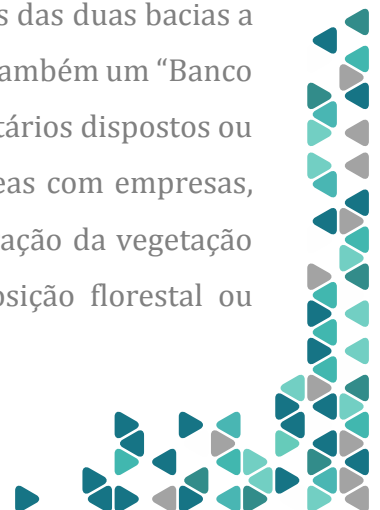 s das duas bacias a
ambém um “Banco
tários dispostos ou
eas com empresas,
ação da vegetação
osição florestal ou